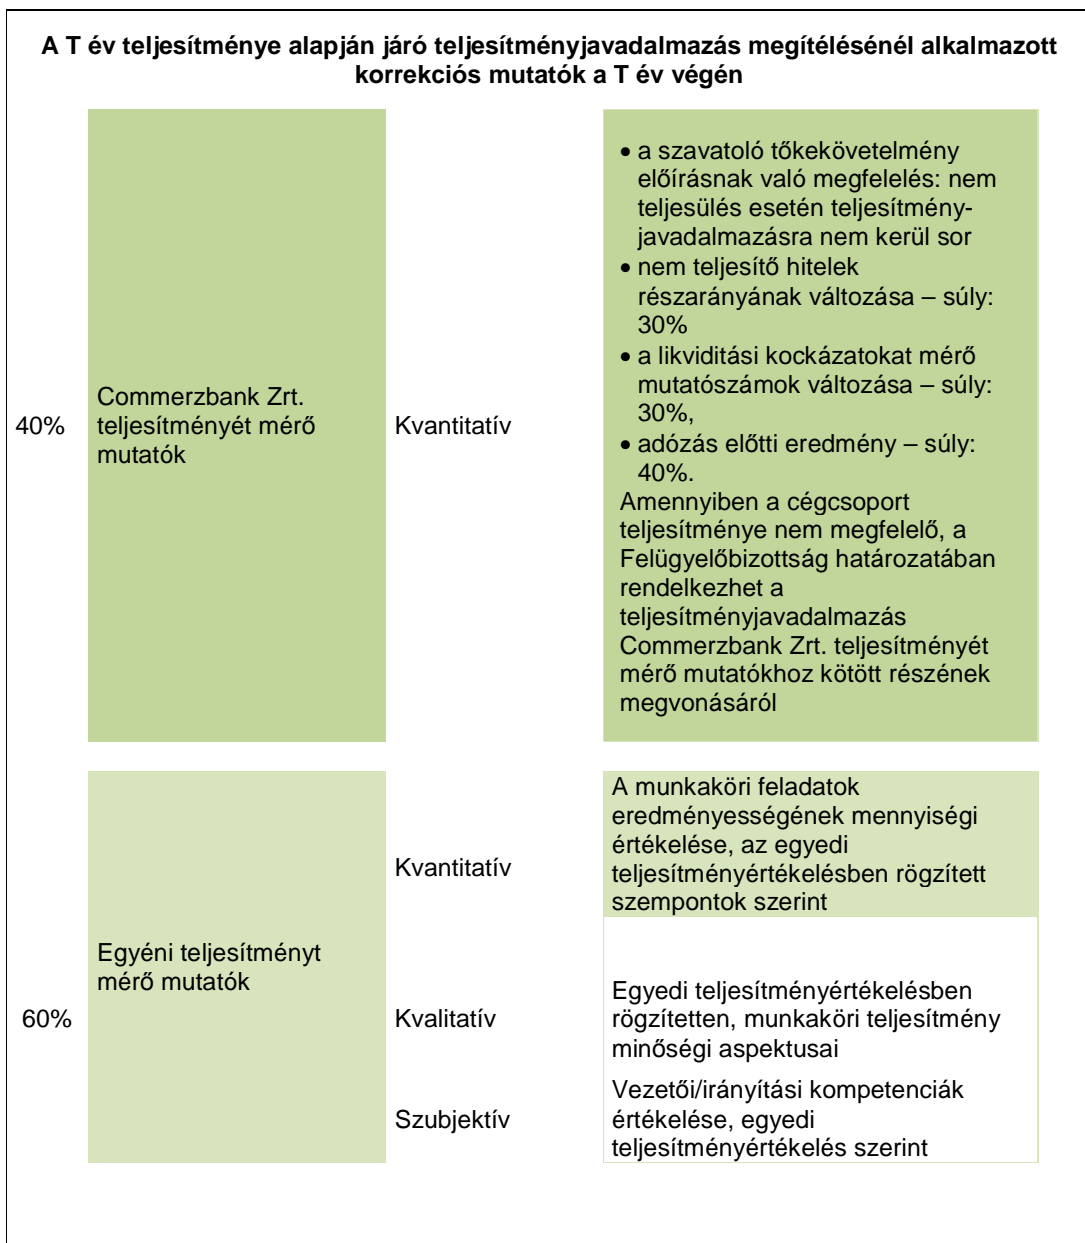 A T év teljesítménye alapján járó teljesítményjavadalmazás megítélésénél alkalmazott
korrekciós mutatók a T év végén
40%
Commerzbank Zrt.
teljesítményét mérő
mutatók
Kvantitatív
• a szavatoló tőkekövetelmény
előírásnak való megfelelés: nem
teljesülés esetén teljesítmény-
javadalmazásra nem kerül sor
• nem teljesítő hitelek
részarányának változása – súly:
30%
• a likviditási kockázatokat mérő
mutatószámok változása – súly:
30%,
• adózás előtti eredmény – súly:
40%.
Amennyiben a cégcsoport
teljesítménye nem megfelelő, a
Felügyelőbizottság határozatában
rendelkezhet a
teljesítményjavadalmazás
Commerzbank Zrt. teljesítményét
mérő mutatókhoz kötött részének
megvonásáról
60%
Egyéni teljesítményt
mérő mutatók
Kvantitatív
A munkaköri feladatok
eredményességének mennyiségi
értékelése, az egyedi
teljesítményértékelésben rögzített
szempontok szerint
Kvalitatív
Egyedi teljesítményértékelésben
rögzítetten, munkaköri teljesítmény
minőségi aspektusai
Szubjektív
Vezetői/irányítási kompetenciák
értékelése, egyedi
teljesítményértékelés szerint